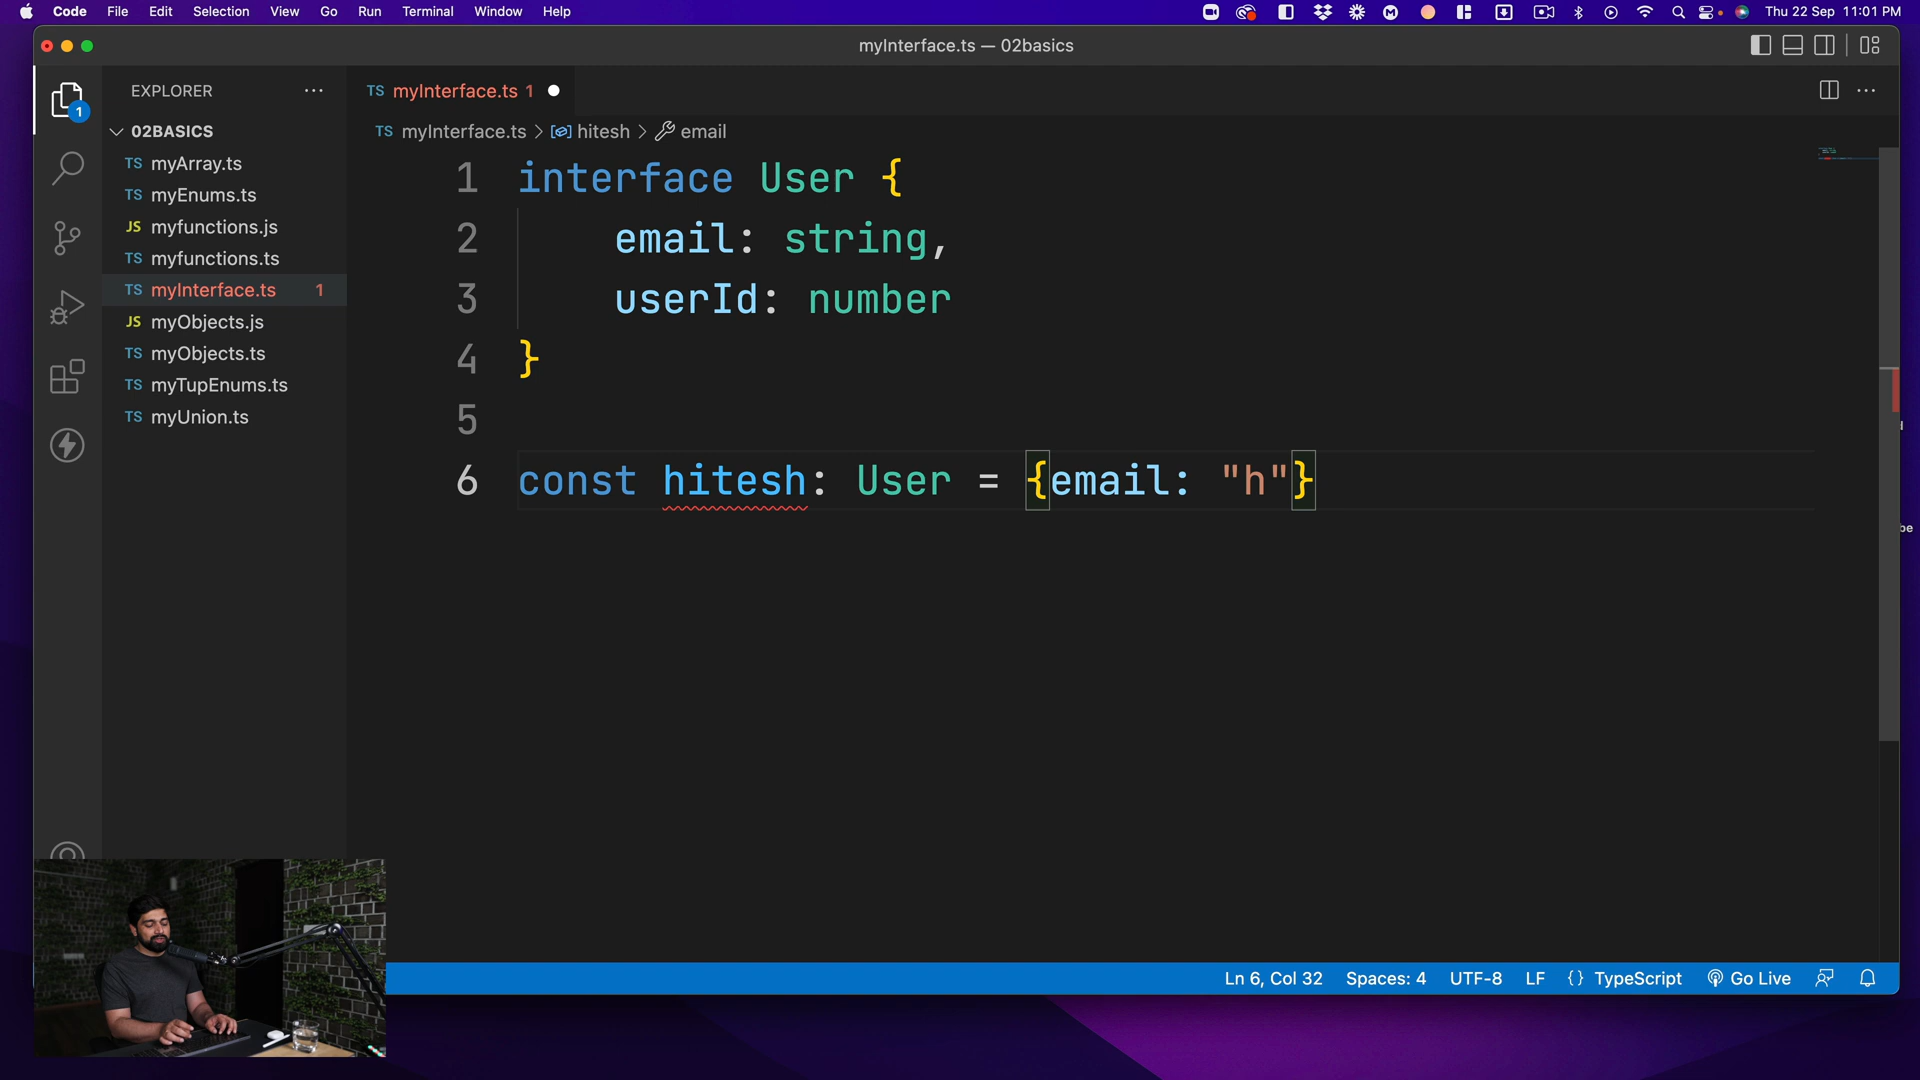 Code File Edit Selection View Go Run Terminal Window Help
Thu 22 Sep 11:01 PM
myInterface.ts — 02basics
EXPLORER
TS myInterface.ts 1
02BASICS
TS myInterface.ts > hitesh > email
TS myArray.ts
TS myEnums.ts
JS myfunctions.js
TS myfunctions.ts
TS myInterface.ts 1
JS myObjects.js
TS myObjects.ts
TS myTupEnums.ts
TS myUnion.ts
1
1 interface User {
2 email: string,
3 userId: number
4 }
5
6 const hitesh: User = {email: "h"}
be
Ln 6, Col 32 Spaces: 4 UTF-8 LF {} TypeScript Go Live